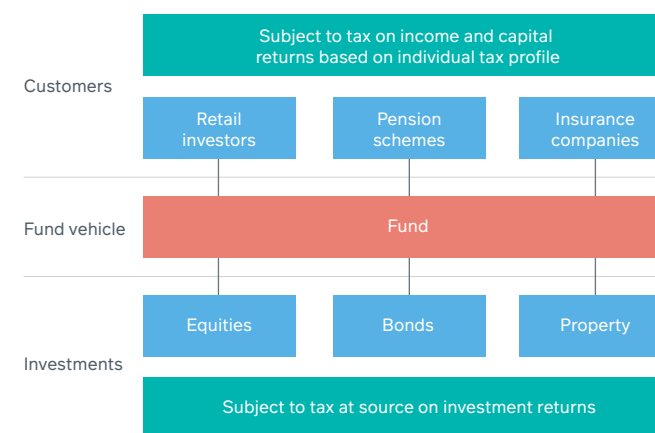 Subject to tax on income and capital
returns based on individual tax profile
Customers
Retail
investors
Pension
schemes
Insurance
companies
Fund vehicle
Fund
Equities
Bonds
Property
Investments
Subject to tax at source on investment returns